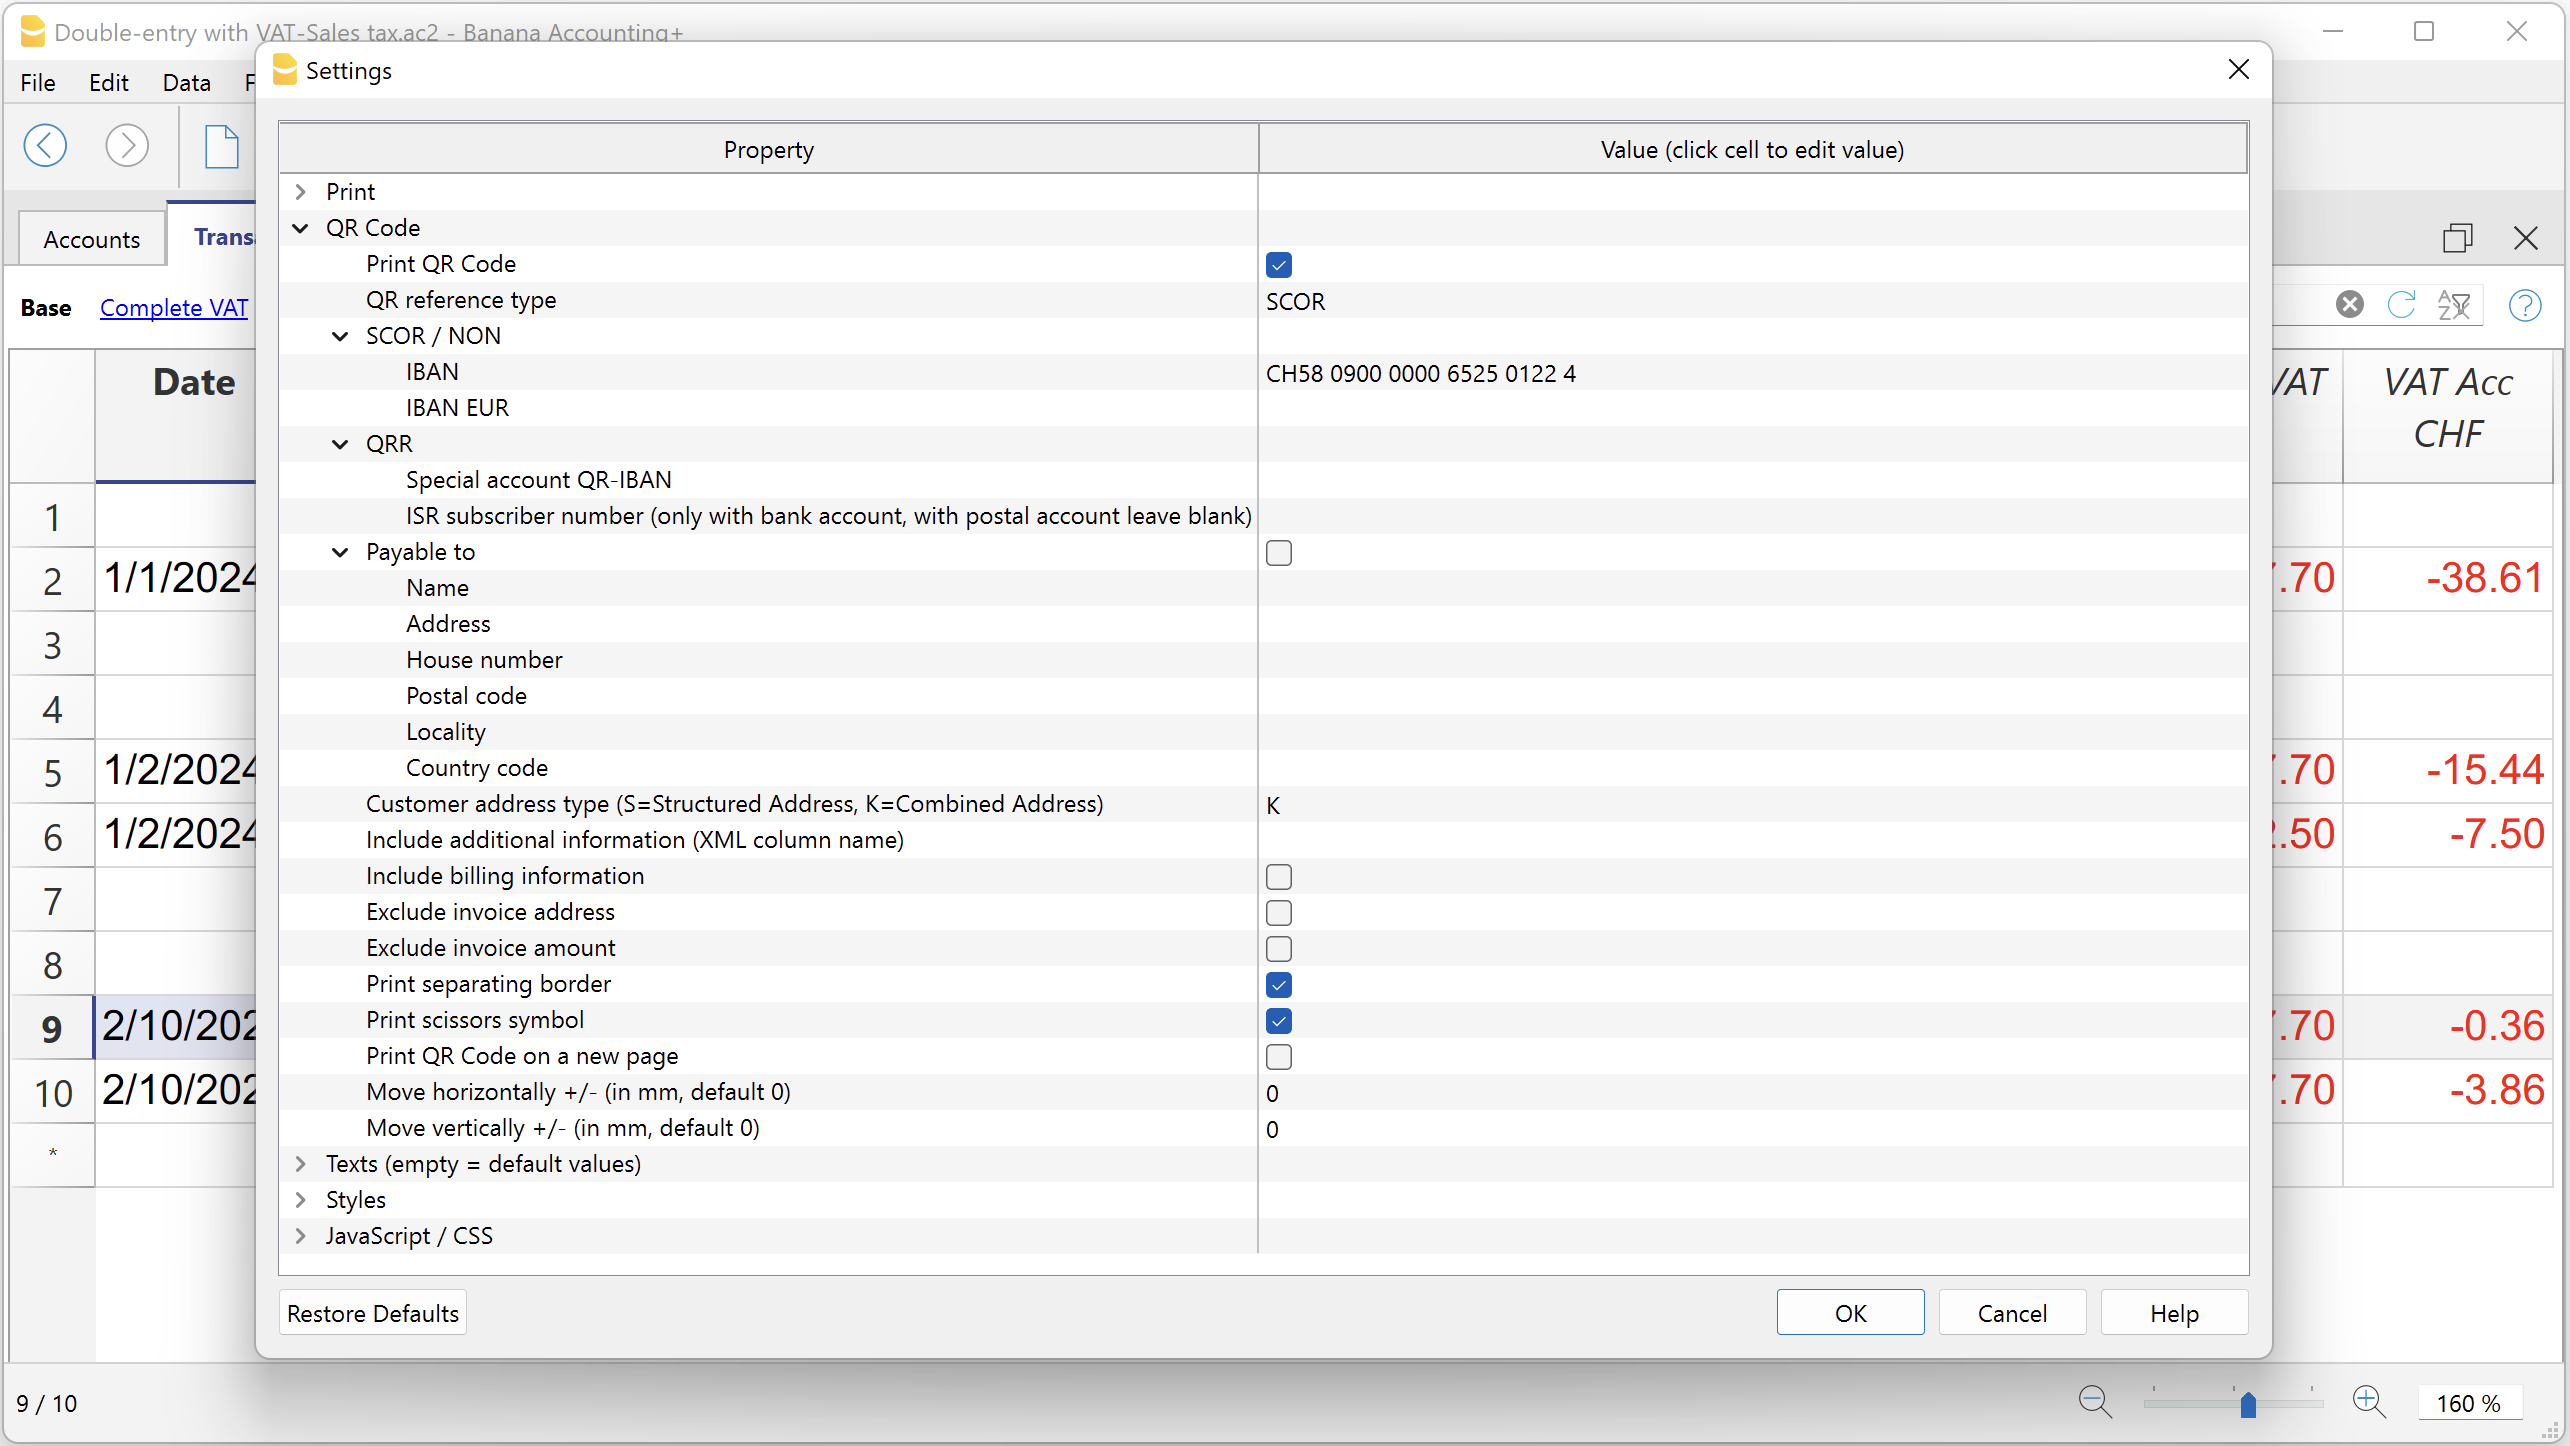 Double-entry with VAT-Sales tax.ac2 - Banana Accounting+
File Edit Data
Settings
Property Value (click cell to edit value)
Accounts
Base Complete VAT
Date
VAT Acc
CHF
Print
QR Code
Print QR Code
QR reference type SCOR
SCOR / NON
IBAN CH58 0900 0000 6525 0122 4
IBAN EUR
QRR
Special account QR-IBAN
ISR subscriber number (only with bank account, with postal account leave blank)
Payable to
Name
Address
House number
Postal code
Locality
Country code
Customer address type (S=Structured Address, K=Combined Address) K
Include additional information (XML column name)
Include billing information
Exclude invoice address
Exclude invoice amount
Print separating border
Print scissors symbol
Print QR Code on a new page
Move horizontally +/- (in mm, default 0) 0
Move vertically +/- (in mm, default 0) 0
Texts (empty = default values)
Styles
JavaScript / CSS
1
2 1/1/2024 .70 -38.61
3
4
5 1/2/2024 .70 -15.44
6 1/2/2024 .50 -7.50
7
8
9 2/10/202 .70 -0.36
10 2/10/202 .70 -3.86
*
Restore Defaults OK Cancel Help
9 / 10 160 %